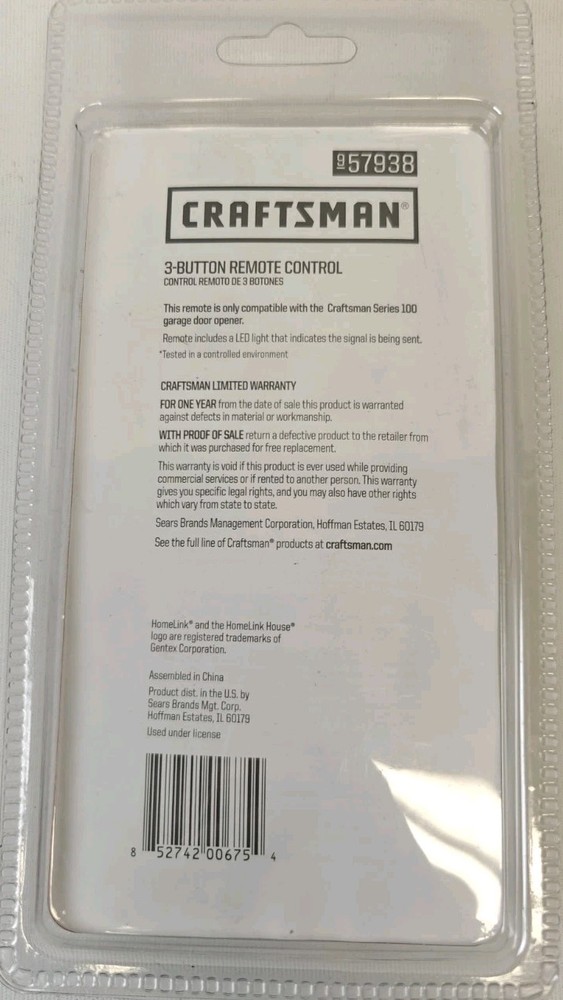 957938
CRAFTSMAN®
3-BUTTON REMOTE CONTROL
CONTROL REMOTO DE 3 BOTONES
This remote is only compatible with the Craftsman Series 100
garage door opener.
Remote includes a LED light that indicates the signal is being sent.
*Tested in a controlled environment
CRAFTSMAN LIMITED WARRANTY
FOR ONE YEAR from the date of sale this product is warranted
against defects in material or workmanship.
WITH PROOF OF SALE return a defective product to the retailer from
which it was purchased for free replacement.
This warranty is void if this product is ever used while providing
commercial services or if rented to another person. This warranty
gives you specific legal rights, and you may also have other rights
which vary from state to state.
Sears Brands Management Corporation, Hoffman Estates, IL 60179
See the full line of Craftsman® products at craftsman.com
HomeLink® and the HomeLink House®
logo are registered trademarks of
Gentex Corporation.
Assembled in China
Product dist. in the U.S. by
Sears Brands Mgt. Corp.
Hoffman Estates, IL 60179
Used under license
8 52742 00675 4